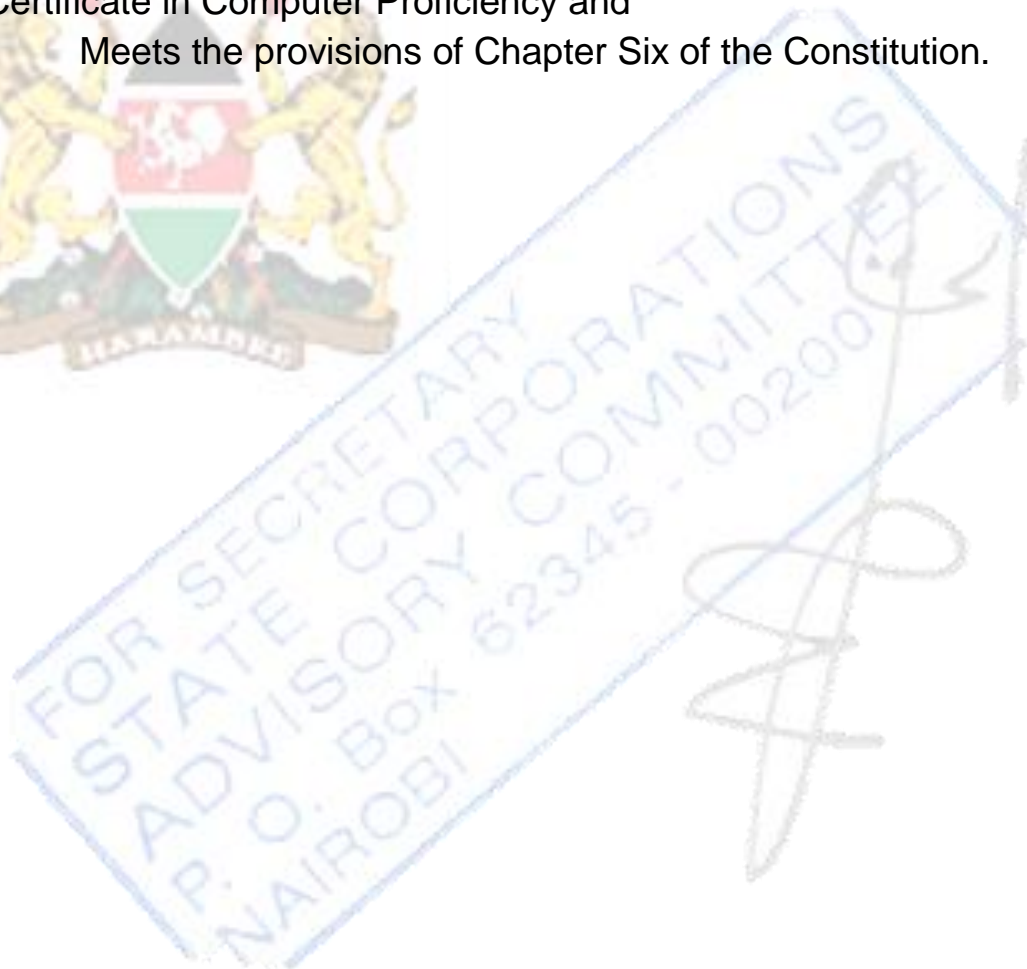 Certificate in Computer Proficiency and
Meets the provisions of Chapter Six of the Constitution.
HARAMBEE
FOR SECRETARY
STATE CORPORATIONS
ADVISORY COMMITTEE
P. O. Box 62345 - 00200
NAIROBI